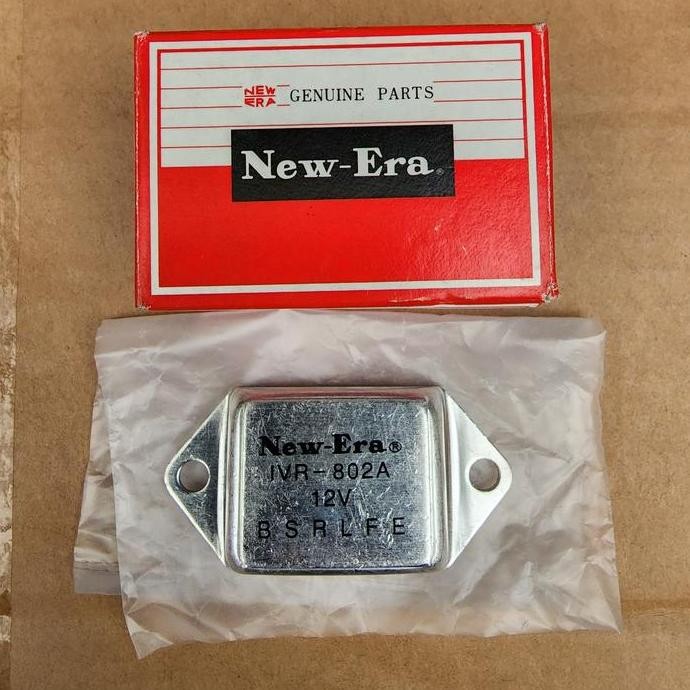 NEW
ERA
GENUINE PARTS
New-Era®
New-Era®
IVR-802A
12V
B S R L F E